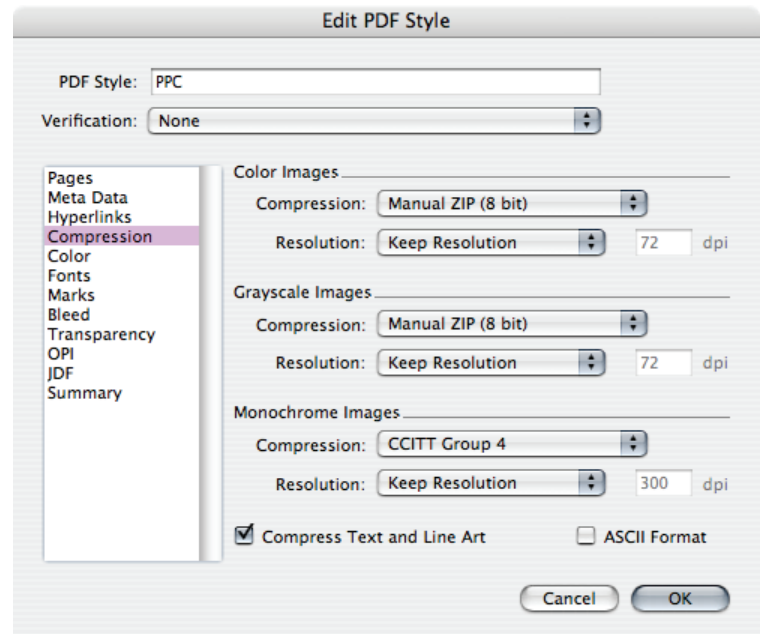 Edit PDF Style
PDF Style: PPC
Verification: None
Pages
Meta Data
Hyperlinks
Compression
Color
Fonts
Marks
Bleed
Transparency
OPI
JDF
Summary
Color Images
Compression: Manual ZIP (8 bit)
Resolution: Keep Resolution 72 dpi
Grayscale Images
Compression: Manual ZIP (8 bit)
Resolution: Keep Resolution 72 dpi
Monochrome Images
Compression: CCITT Group 4
Resolution: Keep Resolution 300 dpi
Compress Text and Line Art ASCII Format
Cancel OK